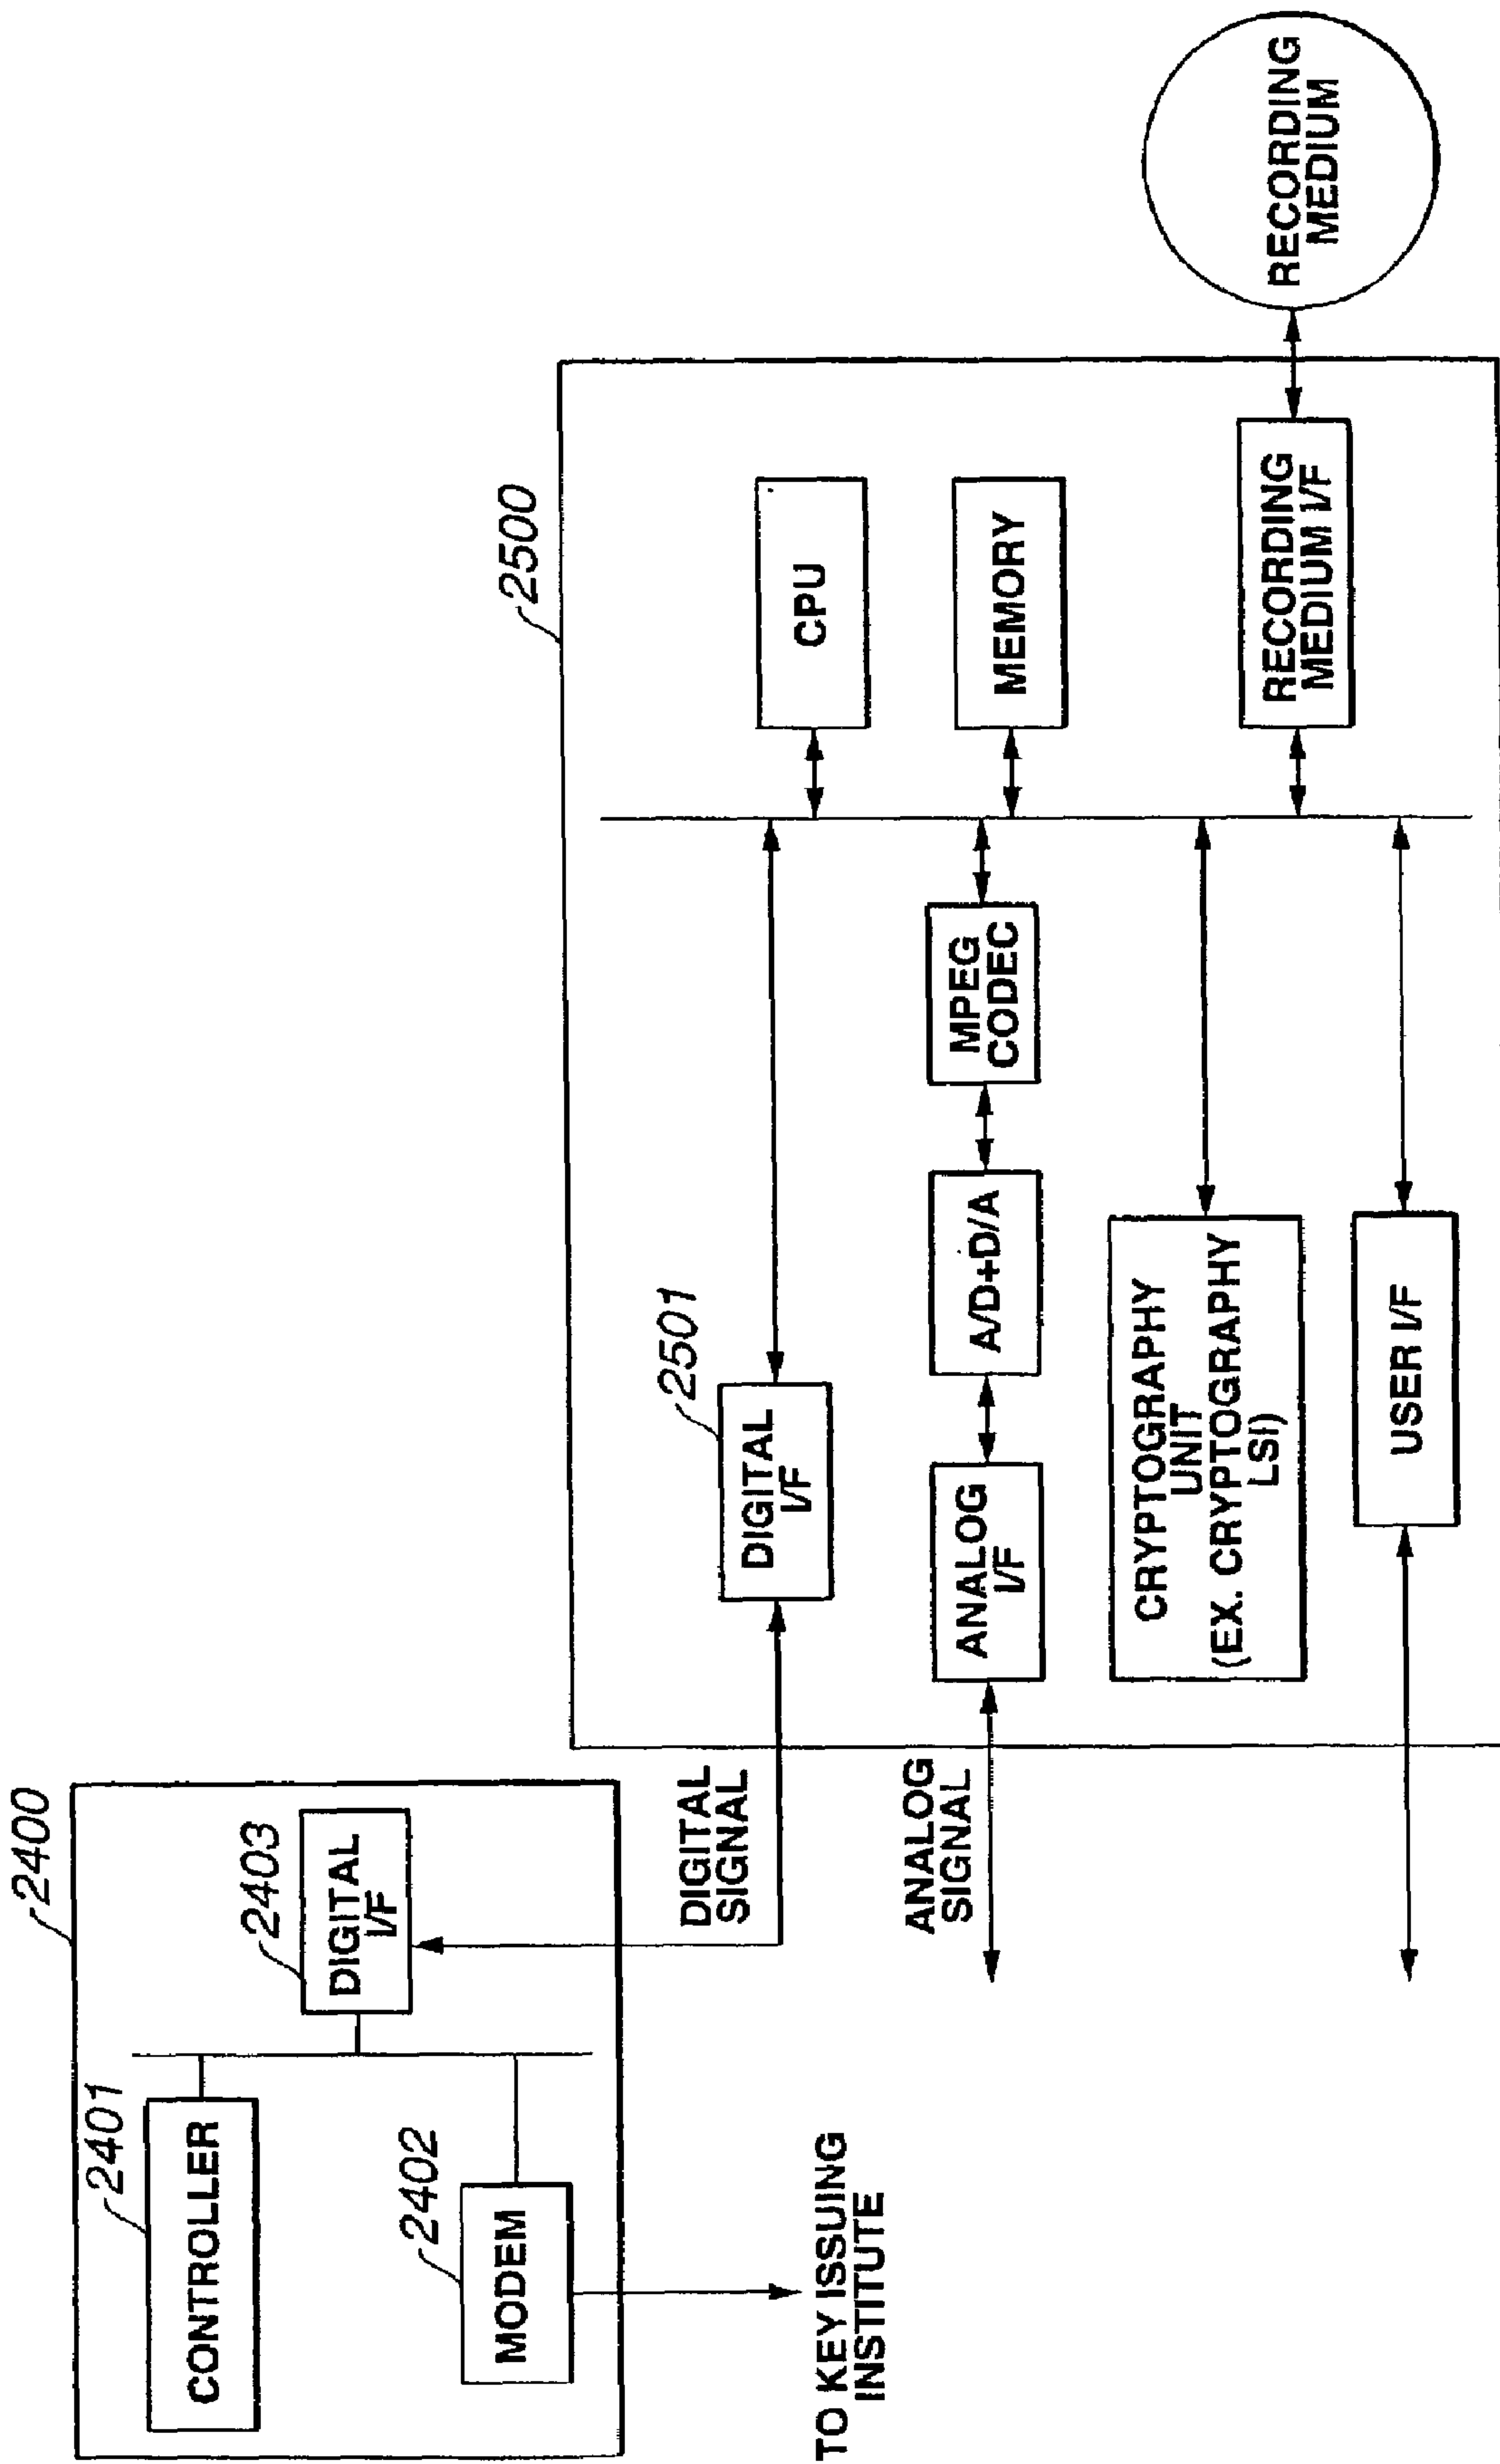 2400
2401
CONTROLLER
2403
DIGITAL
I/F
2402
MODEM
TO KEY ISSUING
INSTITUTE
DIGITAL
SIGNAL
ANALOG
SIGNAL
2500
2501
DIGITAL
I/F
CPU
ANALOG
I/F
A/D+D/A
MPEG
CODEC
MEMORY
CRYPTOGRAPHY
UNIT
(EX. CRYPTOGRAPHY
LSI)
RECORDING
MEDIUM I/F
RECORDING
MEDIUM
USER I/F